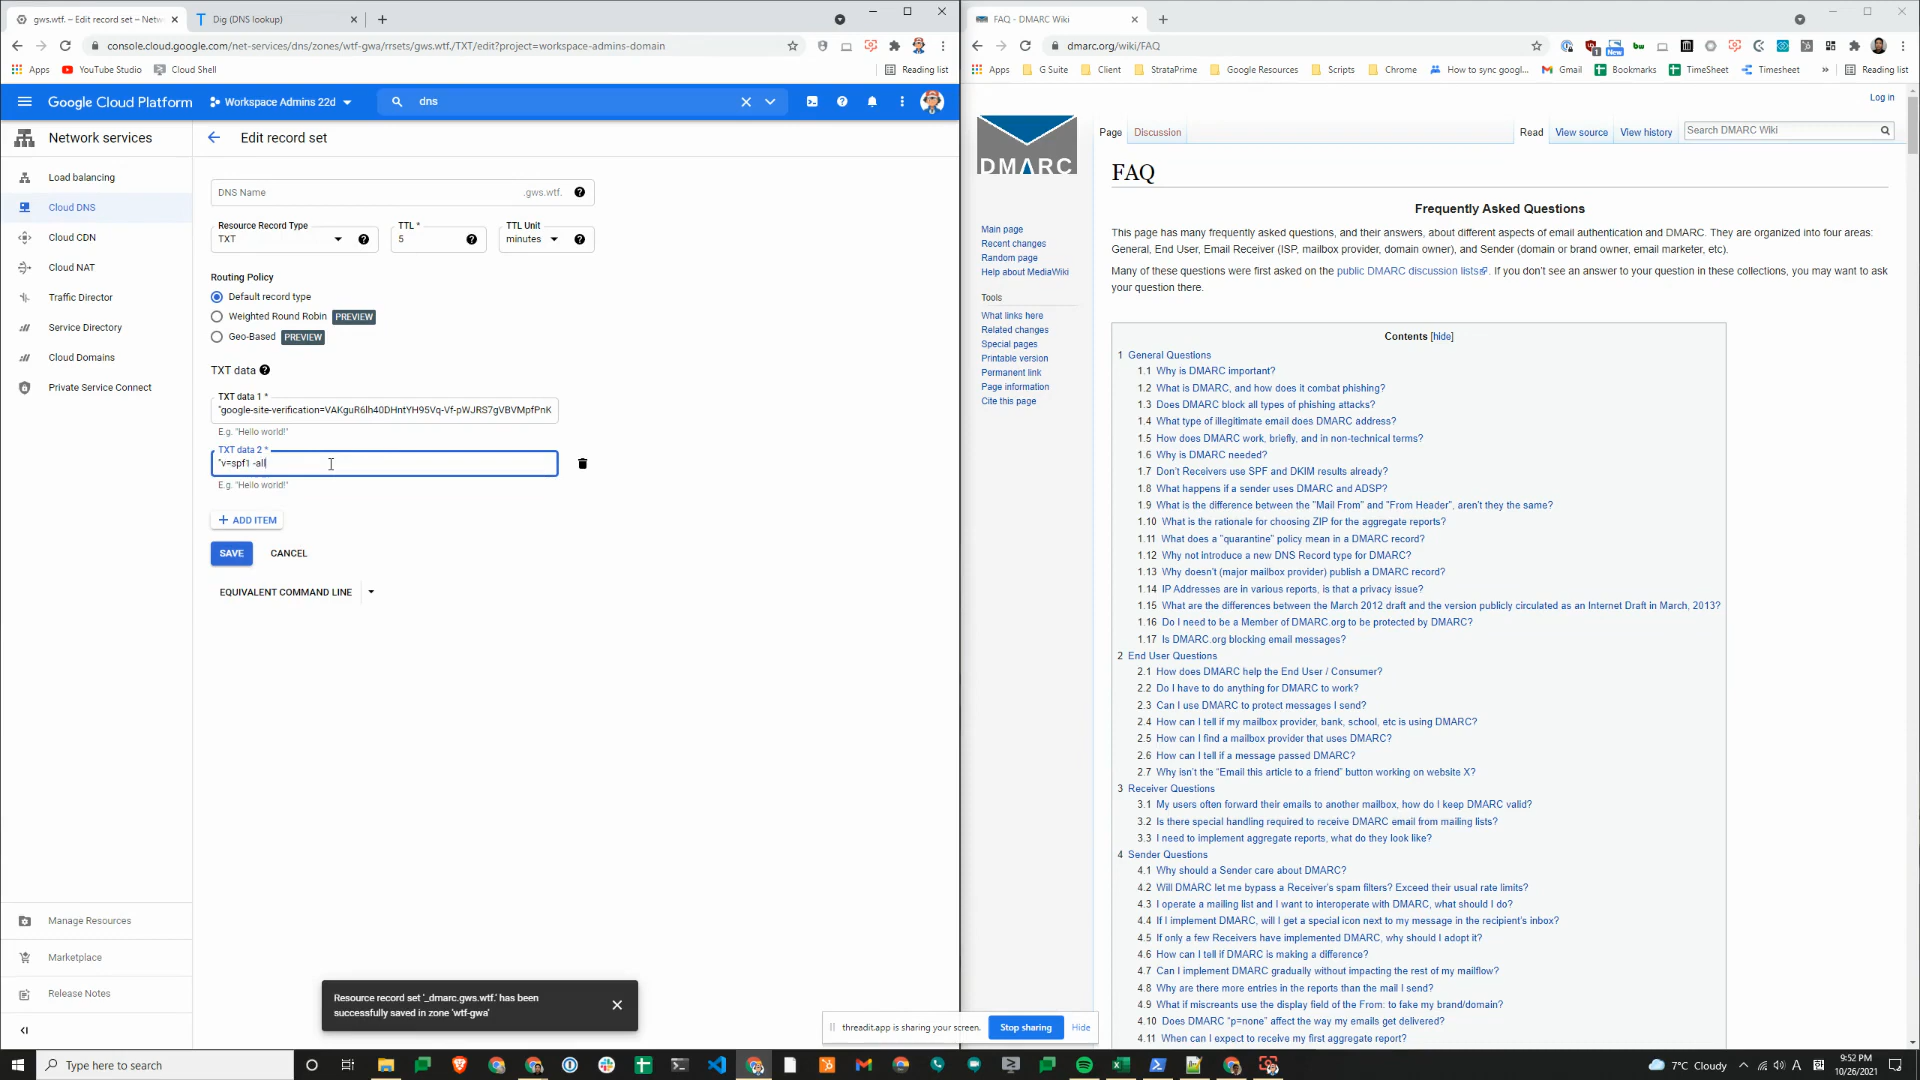 gws.wtf. – Edit record set – Netw
Dig (DNS lookup)
console.cloud.google.com/net-services/dns/zones/wtf-gwa/rrsets/gws.wtf./TXT/edit?project=workspace-admins-domain
Apps
YouTube Studio
Cloud Shell
Reading list
Google Cloud Platform
Workspace Admins 22d
dns
Network services
Load balancing
Cloud DNS
Cloud CDN
Cloud NAT
Traffic Director
Service Directory
Cloud Domains
Private Service Connect
Manage Resources
Marketplace
Release Notes
Edit record set
DNS Name
.gws.wtf.
Resource Record Type
TXT
TTL *
5
TTL Unit
minutes
Routing Policy
Default record type
Weighted Round Robin PREVIEW
Geo-Based PREVIEW
TXT data
TXT data 1 *
"google-site-verification=VAKguR6lh40DHntYH95Vq-Vf-pWJRS7gVBVMpfPnK
E.g. "Hello world!"
TXT data 2 *
"v=spf1 -all
E.g. "Hello world!"
ADD ITEM
SAVE
CANCEL
EQUIVALENT COMMAND LINE
Resource record set '_dmarc.gws.wtf.' has been
successfully saved in zone 'wtf-gwa'
FAQ - DMARC Wiki
dmarc.org/wiki/FAQ
Apps
G Suite
Client
StrataPrime
Google Resources
Scripts
Chrome
How to sync googl...
Gmail
Bookmarks
TimeSheet
Timesheet
Reading list
New
Log in
DMARC
Page
Discussion
Read
View source
View history
Search DMARC Wiki
Main page
Recent changes
Random page
Help about MediaWiki
Tools
What links here
Related changes
Special pages
Printable version
Permanent link
Page information
Cite this page
FAQ
Frequently Asked Questions
This page has many frequently asked questions, and their answers, about different aspects of email authentication and DMARC. They are organized into four areas:
General, End User, Email Receiver (ISP, mailbox provider, domain owner), and Sender (domain or brand owner, email marketer, etc).
Many of these questions were first asked on the public DMARC discussion lists. If you don't see an answer to your question in these collections, you may want to ask
your question there.
Contents [hide]
1 General Questions
1.1 Why is DMARC important?
1.2 What is DMARC, and how does it combat phishing?
1.3 Does DMARC block all types of phishing attacks?
1.4 What type of illegitimate email does DMARC address?
1.5 How does DMARC work, briefly, and in non-technical terms?
1.6 Why is DMARC needed?
1.7 Don't Receivers use SPF and DKIM results already?
1.8 What happens if a sender uses DMARC and ADSP?
1.9 What is the difference between the "Mail From" and "From Header", aren't they the same?
1.10 What is the rationale for choosing ZIP for the aggregate reports?
1.11 What does a "quarantine" policy mean in a DMARC record?
1.12 Why not introduce a new DNS Record type for DMARC?
1.13 Why doesn't (major mailbox provider) publish a DMARC record?
1.14 IP Addresses are in various reports, is that a privacy issue?
1.15 What are the differences between the March 2012 draft and the version publicly circulated as an Internet Draft in March, 2013?
1.16 Do I need to be a Member of DMARC.org to be protected by DMARC?
1.17 Is DMARC.org blocking email messages?
2 End User Questions
2.1 How does DMARC help the End User / Consumer?
2.2 Do I have to do anything for DMARC to work?
2.3 Can I use DMARC to protect messages I send?
2.4 How can I tell if my mailbox provider, bank, school, etc is using DMARC?
2.5 How can I find a mailbox provider that uses DMARC?
2.6 How can I tell if a message passed DMARC?
2.7 Why isn't the "Email this article to a friend" button working on website X?
3 Receiver Questions
3.1 My users often forward their emails to another mailbox, how do I keep DMARC valid?
3.2 Is there special handling required to receive DMARC email from mailing lists?
3.3 I need to implement aggregate reports, what do they look like?
4 Sender Questions
4.1 Why should a Sender care about DMARC?
4.2 Will DMARC let me bypass a Receiver's spam filters? Exceed their usual rate limits?
4.3 I operate a mailing list and I want to interoperate with DMARC, what should I do?
4.4 If I implement DMARC, will I get a special icon next to my message in the recipient's inbox?
4.5 If only a few Receivers have implemented DMARC, why should I adopt it?
4.6 How can I tell if DMARC is making a difference?
4.7 Can I implement DMARC gradually without impacting the rest of my mailflow?
4.8 Why are there more entries in the reports than the mail I send?
4.9 What if miscreants use the display field of the From: to fake my brand/domain?
4.10 Does DMARC "p=none" affect the way my emails get delivered?
4.11 When can I expect to receive my first aggregate report?
threadit.app is sharing your screen.
Stop sharing
Hide
Type here to search
7°C Cloudy
A
9:52 PM
10/26/2021